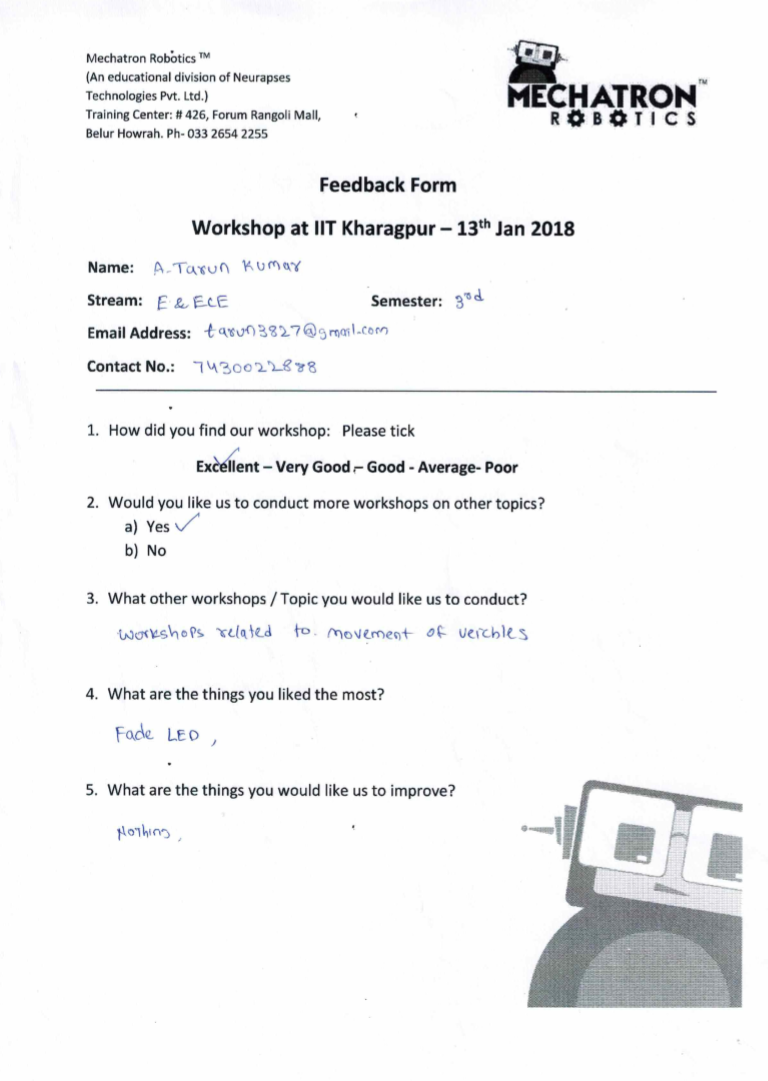 Mechatron Robotics ™
(An educational division of Neurapses
Technologies Pvt. Ltd.)
Training Center: # 426, Forum Rangoli Mall,
Belur Howrah. Ph- 033 2654 2255
MECHATRON ™
ROBOTICS
Feedback Form
Workshop at IIT Kharagpur – 13th Jan 2018
Name: A. Tarun Kumar
Stream: E & ECE Semester: 3rd
Email Address: tarun3827@gmail.com
Contact No.: 7430022888
1. How did you find our workshop: Please tick
Excellent – Very Good – Good - Average- Poor
2. Would you like us to conduct more workshops on other topics?
a) Yes ✓
b) No
3. What other workshops / Topic you would like us to conduct?
Workshops related to movement of veichles
4. What are the things you liked the most?
Fade LED ,
5. What are the things you would like us to improve?
Nothing ,